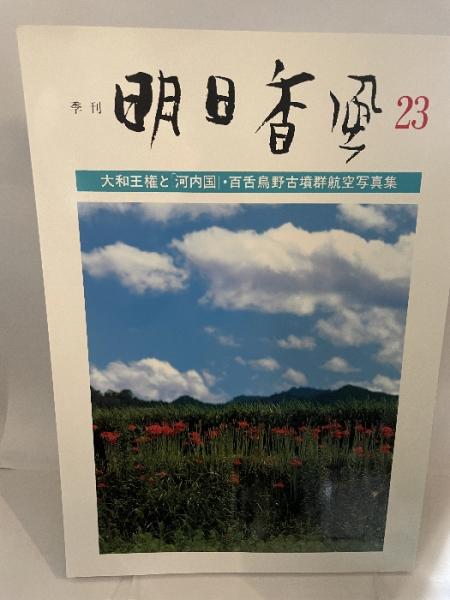 季刊 明日香風 23
大和王権と「河内国」・百舌鳥野古墳群航空写真集